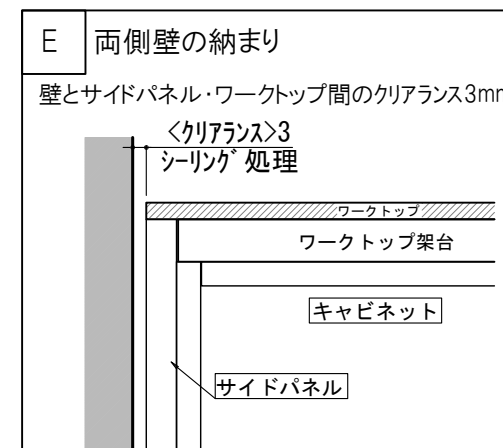 E 両側壁の納まり
壁とサイドパネル・ワークトップ間のクリアランス3mm
<クリアランス>3
シーリング処理
ワークトップ
ワークトップ架台
キャビネット
サイドパネル